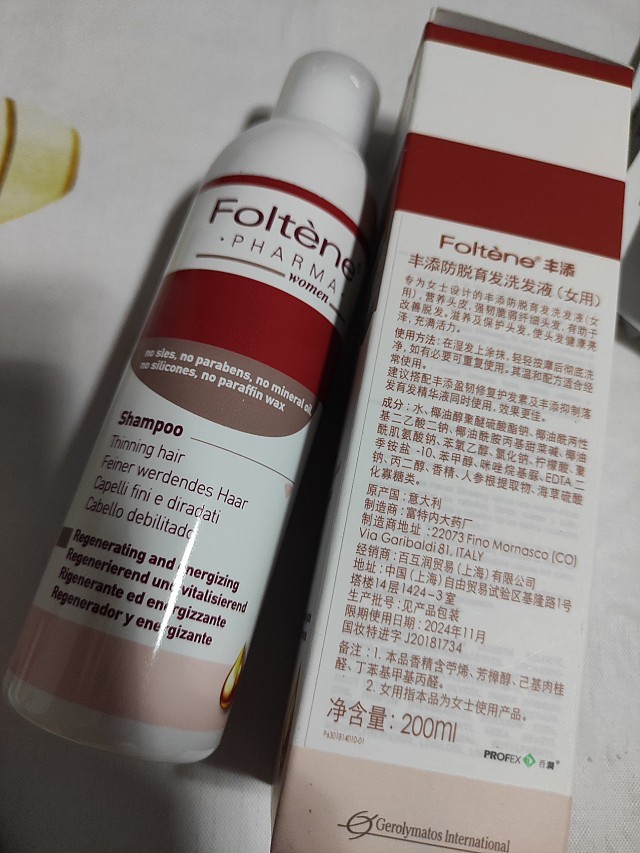 Foltène®
PHARMA
women
no sles, no parabens, no mineral oil,
no silicones, no paraffin wax
Shampoo
Thinning hair
Feiner werdendes Haar
Capelli fini e diradati
Cabello debilitado
Regenerating and energizing
Regenerierend und vitalisierend
Rigenerante ed energizzante
Regenerador y energizante
Foltène® 丰添
丰添防脱育发洗发液(女用)
专为女士设计的丰添防脱育发洗发液(女
用), 营养头皮, 强韧脆弱纤细头发, 有助于
改善脱发。滋养及保护头发, 使头发健康亮
泽, 充满活力。
使用方法: 在湿发上涂抹, 轻轻按摩后彻底洗
净, 如有必要可重复使用。其温和配方适合经
常使用。
建议搭配丰添盈韧修复护发素及丰添抑制落
发育发精华液同时使用, 效果更佳。
成分: 水、椰油醇聚醚硫酸酯钠、椰油酰两性
基二乙酸二钠、椰油酰胺丙基甜菜碱、椰油
酰肌氨酸钠、苯氧乙醇、氯化钠、柠檬酸、聚
季铵盐 -10、苯甲醇、咪唑烷基脲、EDTA 二
钠、丙二醇、香精、人参根提取物、海草硫酸
化寡糖类。
原产国: 意大利
制造商: 富特内大药厂
制造商地址: 22073 Fino Mornasco (CO)
Via Garibaldi 81, ITALY
经销商: 百互润贸易(上海)有限公司
地址: 中国(上海)自由贸易试验区基隆路1号
塔楼14层1424-3室
生产批号: 见产品包装
限期使用日期: 2024年11月
国妆特进字 J20181734
备注: 1. 本品香精含苧烯、芳樟醇、己基肉桂
醛、丁苯基甲基丙醛。
2. 女用指本品为女士使用产品。
净含量: 200ml
PROFEX 百润®
Gerolymatos International